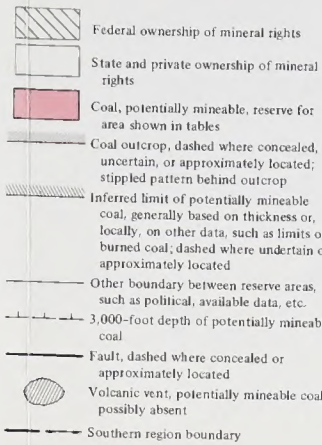 Federal ownership of mineral rights
State and private ownership of mineral
rights
Coal, potentially mineable, reserve for
area shown in tables
Coal outcrop, dashed where concealed,
uncertain, or approximately located;
stippled pattern behind outcrop
Inferred limit of potentially mineable
coal, generally based on thickness or,
locally, on other data, such as limits o
burned coal; dashed where undertain o
approximately located
Other boundary between reserve areas,
such as political, available data, etc.
3,000-foot depth of potentially mineab
coal
Fault, dashed where concealed or
approximately located
Volcanic vent, potentially mineable coal
possibly absent
Southern region boundary